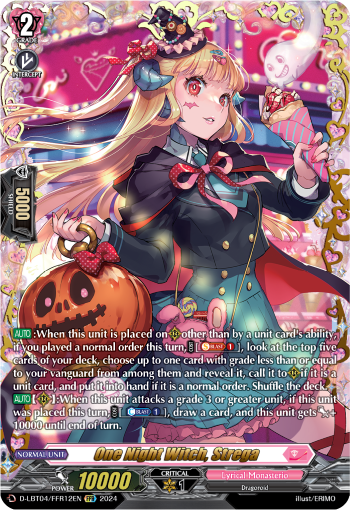 2
GRADE
INTERCEPT
5000
SHIELD
AUTO :When this unit is placed on R other than by a unit card's ability,
if you played a normal order this turn, COST [ SOUL BLAST 1 ], look at the top five
cards of your deck, choose up to one card with grade less than or equal
to your vanguard from among them and reveal it, call it to R if it is a
unit card, and put it into hand if it is a normal order. Shuffle the deck.
AUTO R :When this unit attacks a grade 3 or greater unit, if this unit
was placed this turn, COST [ COUNTER BLAST 1 ], draw a card, and this unit gets +
10000 until end of turn.
NORMAL UNIT
One Night Witch, Strega
POWER 10000
CRITICAL
1
Lyrical Monasterio
Dragoroid
D-LBT04/FFR12EN FFR 2024
illust/ERIMO